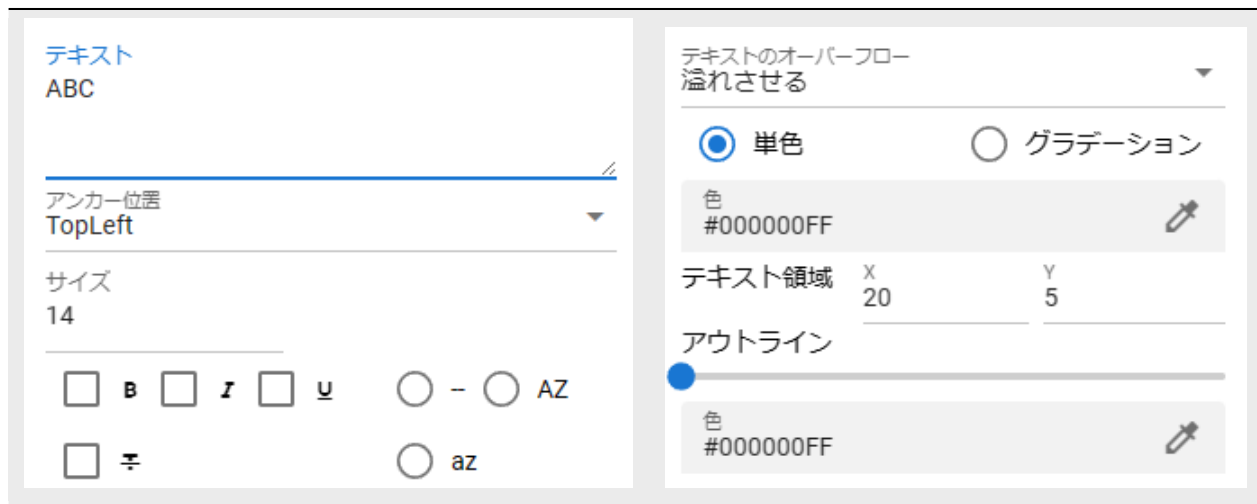 テキスト
ABC
アンカー位置
TopLeft
サイズ
14
B I U -- AZ
T az
テキストのオーバーフロー
溢れさせる
単色 グラデーション
色
#000000FF
テキスト領域 X 20 Y 5
アウトライン
色
#000000FF